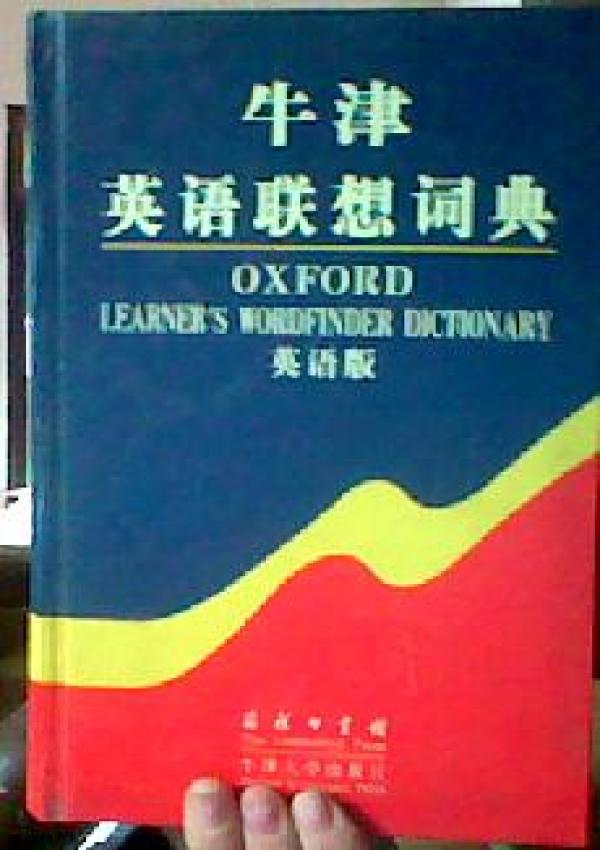 牛津
英语联想词典
OXFORD
LEARNER'S WORDFINDER DICTIONARY
英语版
商务印书馆
The Commercial Press
牛津大学出版社